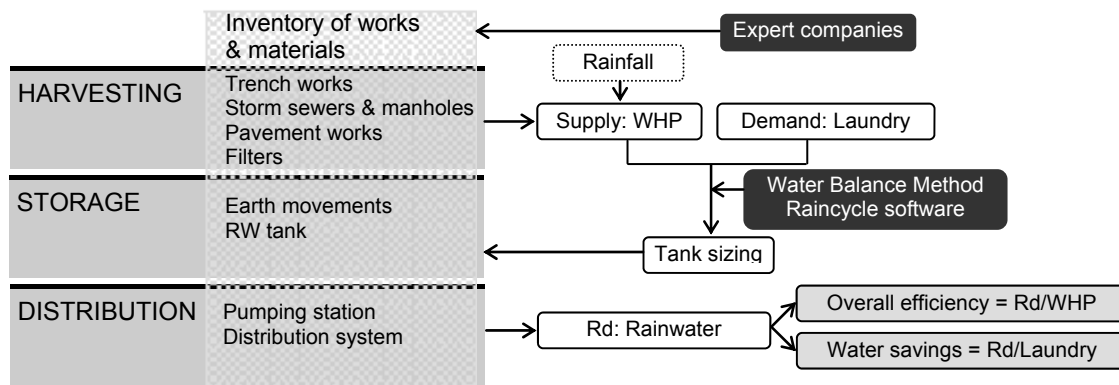 Inventory of works
& materials
Expert companies
Rainfall
HARVESTING
Trench works
Storm sewers & manholes
Pavement works
Filters
Supply: WHP
Demand: Laundry
STORAGE
Earth movements
RW tank
Water Balance Method
Raincycle software
Tank sizing
DISTRIBUTION
Pumping station
Distribution system
Rd: Rainwater
Overall efficiency = Rd/WHP
Water savings = Rd/Laundry